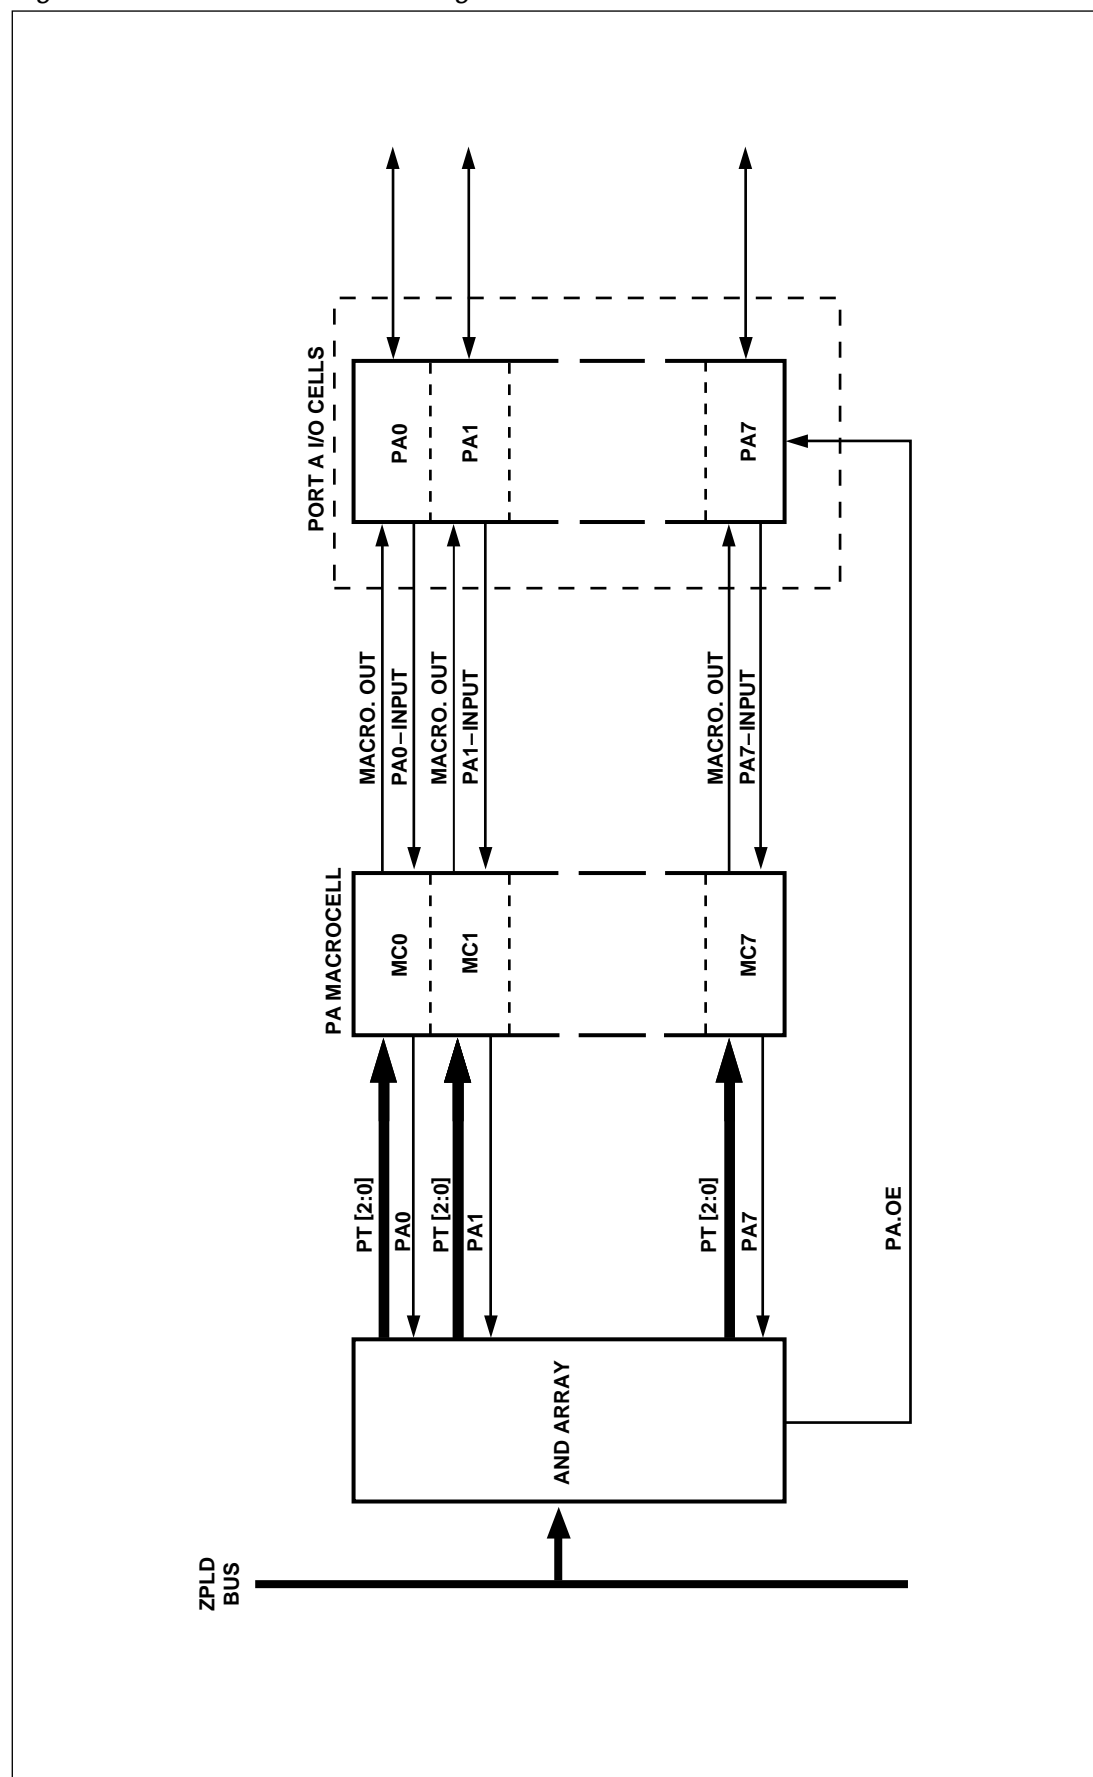 ZPLD
BUS
AND ARRAY
PT [2:0]
PA0
PT [2:0]
PA1
PT [2:0]
PA7
PA.OE
PA MACROCELL
MC0
MC1
MC7
MACRO. OUT
PA0–INPUT
MACRO. OUT
PA1–INPUT
MACRO. OUT
PA7–INPUT
PORT A I/O CELLS
PA0
PA1
PA7